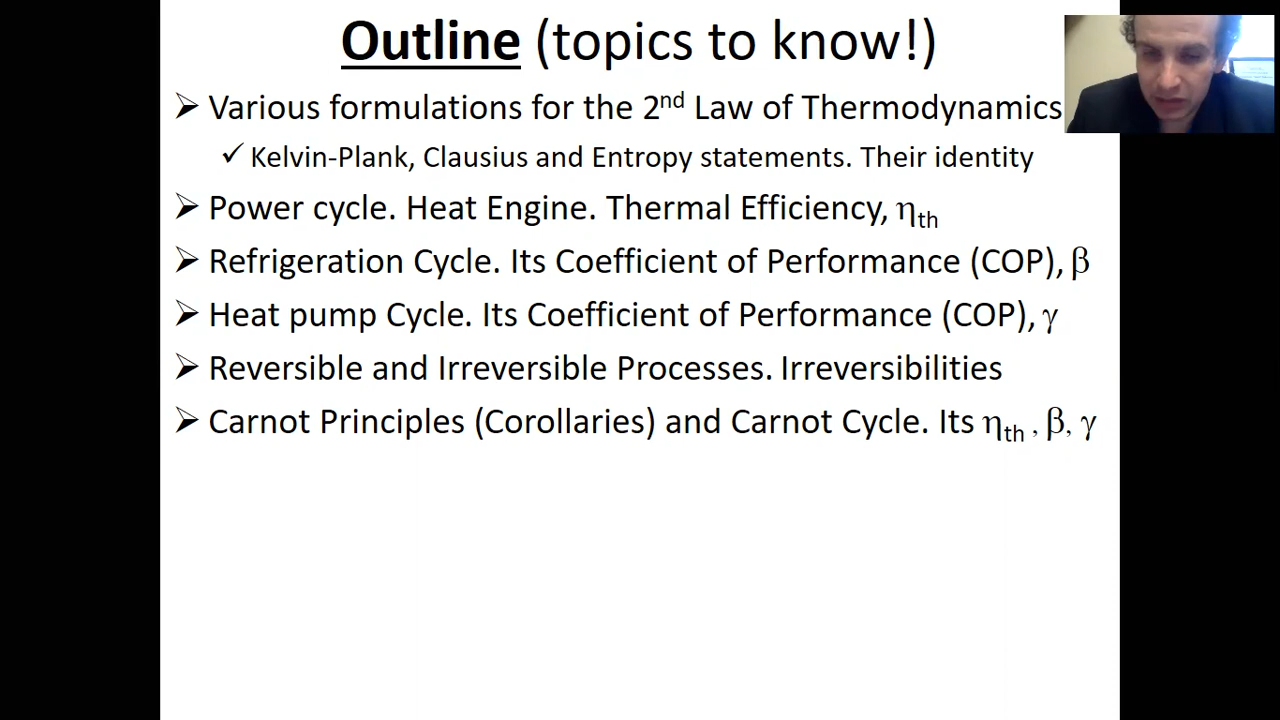 Outline (topics to know!)
➢ Various formulations for the 2nd Law of Thermodynamics
✓ Kelvin-Plank, Clausius and Entropy statements. Their identity
➢ Power cycle. Heat Engine. Thermal Efficiency, ηth
➢ Refrigeration Cycle. Its Coefficient of Performance (COP), β
➢ Heat pump Cycle. Its Coefficient of Performance (COP), γ
➢ Reversible and Irreversible Processes. Irreversibilities
➢ Carnot Principles (Corollaries) and Carnot Cycle. Its ηth , β, γ